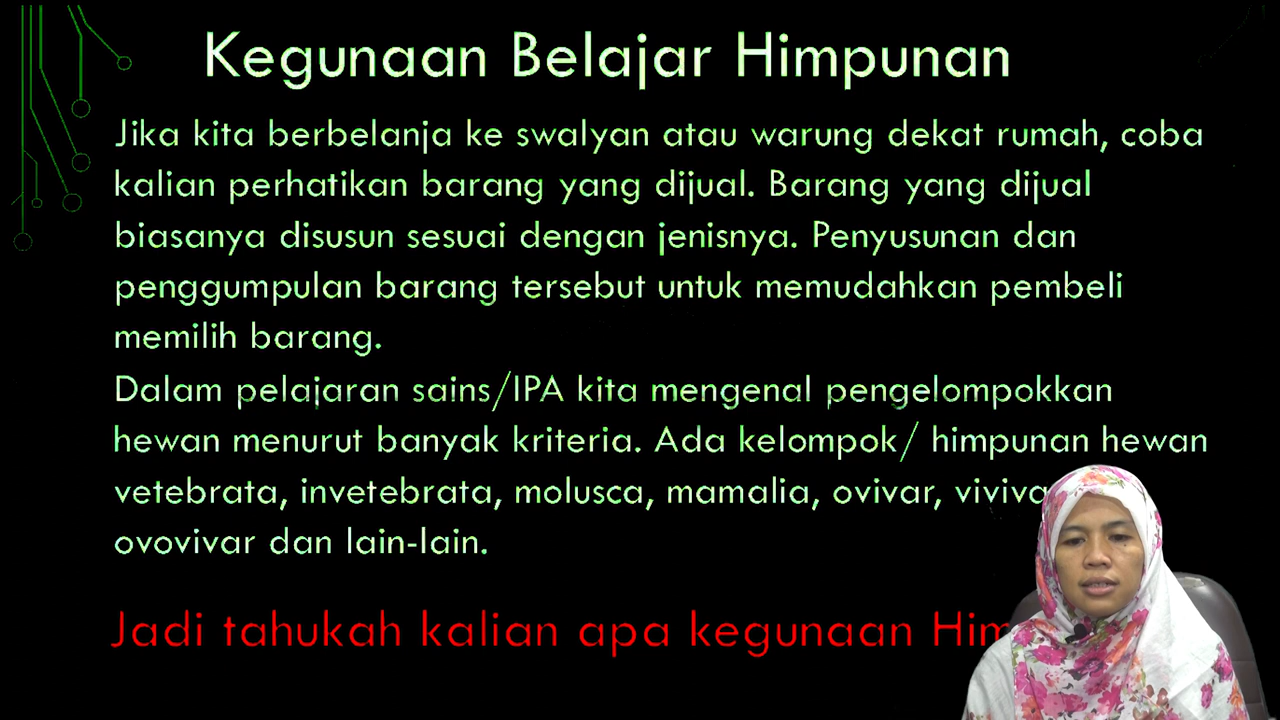 Kegunaan Belajar Himpunan
Jika kita berbelanja ke swalyan atau warung dekat rumah, coba
kalian perhatikan barang yang dijual. Barang yang dijual
biasanya disusun sesuai dengan jenisnya. Penyusunan dan
penggumpulan barang tersebut untuk memudahkan pembeli
memilih barang.
Dalam pelajaran sains/IPA kita mengenal pengelompokkan
hewan menurut banyak kriteria. Ada kelompok/ himpunan hewan
vetebrata, invetebrata, molusca, mamalia, ovivar,
ovovivar dan lain-lain.
Jadi tahukah kalian apa kegunaan